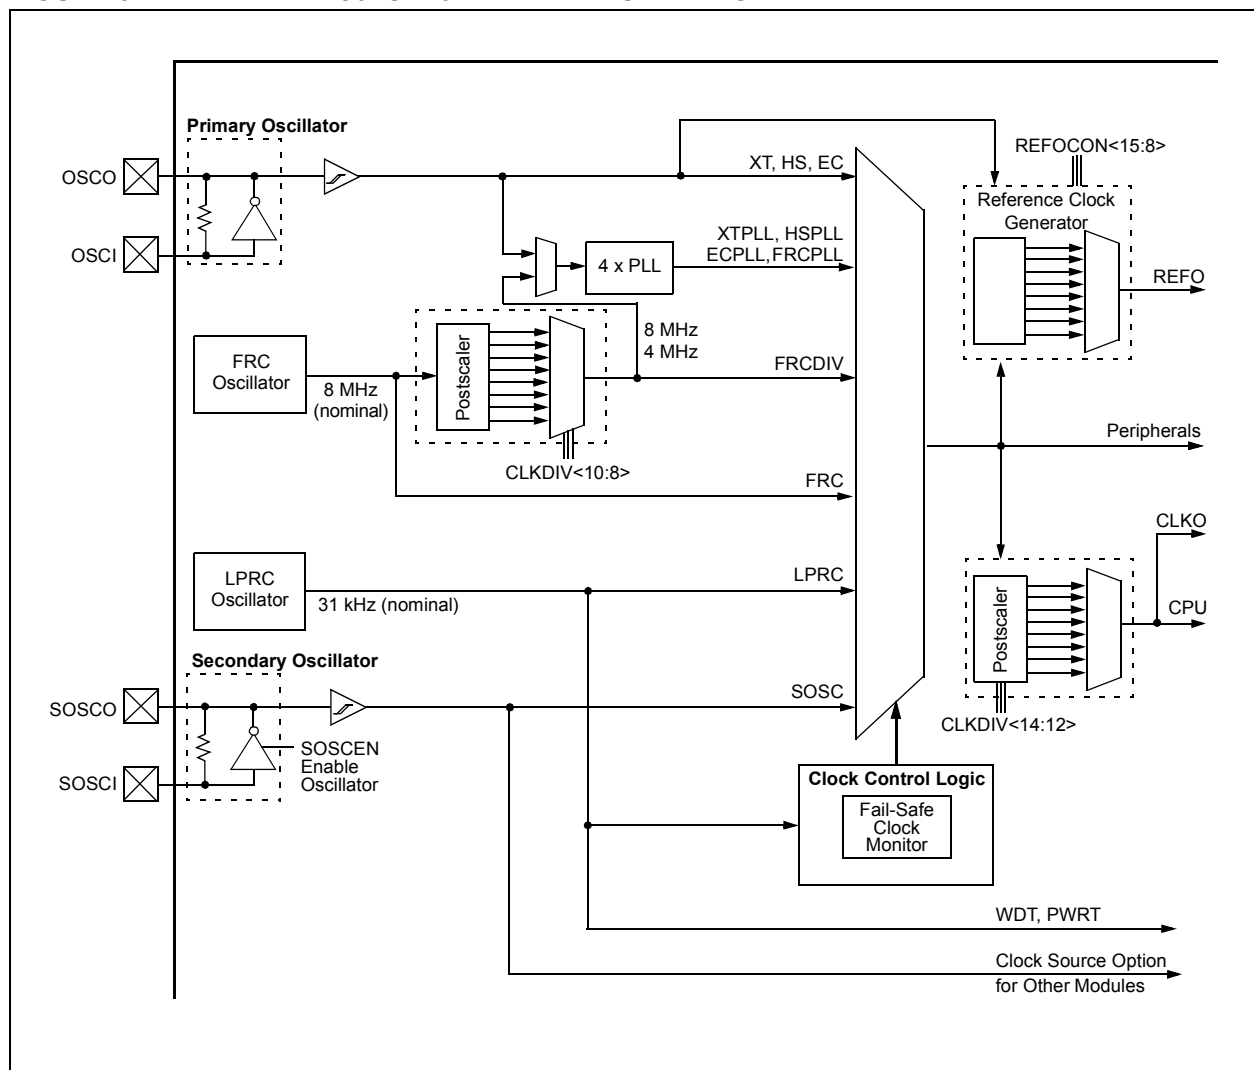 Primary Oscillator
OSCO
OSCI
XT, HS, EC
REFOCON<15:8>
Reference Clock
Generator
XTPLL, HSPLL
ECPLL,FRCPLL
4 x PLL
REFO
8 MHz
4 MHz
FRC
Oscillator
8 MHz
(nominal)
Postscaler
FRCDIV
CLKDIV<10:8>
FRC
Peripherals
CLKO
LPRC
Oscillator
31 kHz (nominal)
LPRC
Postscaler
CPU
Secondary Oscillator
SOSCO
SOSCI
SOSC
SOSCEN
Enable
Oscillator
CLKDIV<14:12>
Clock Control Logic
Fail-Safe
Clock
Monitor
WDT, PWRT
Clock Source Option
for Other Modules